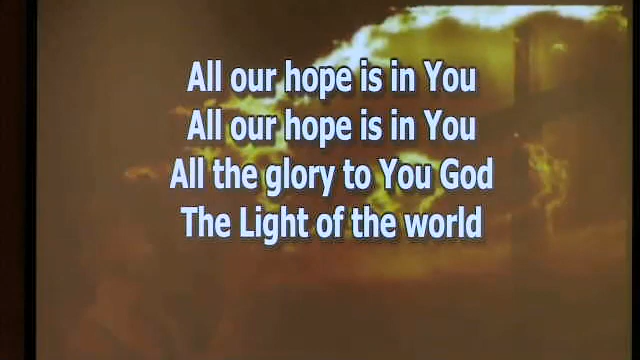 All our hope is in You
All our hope is in You
All the glory to You God
The Light of the world